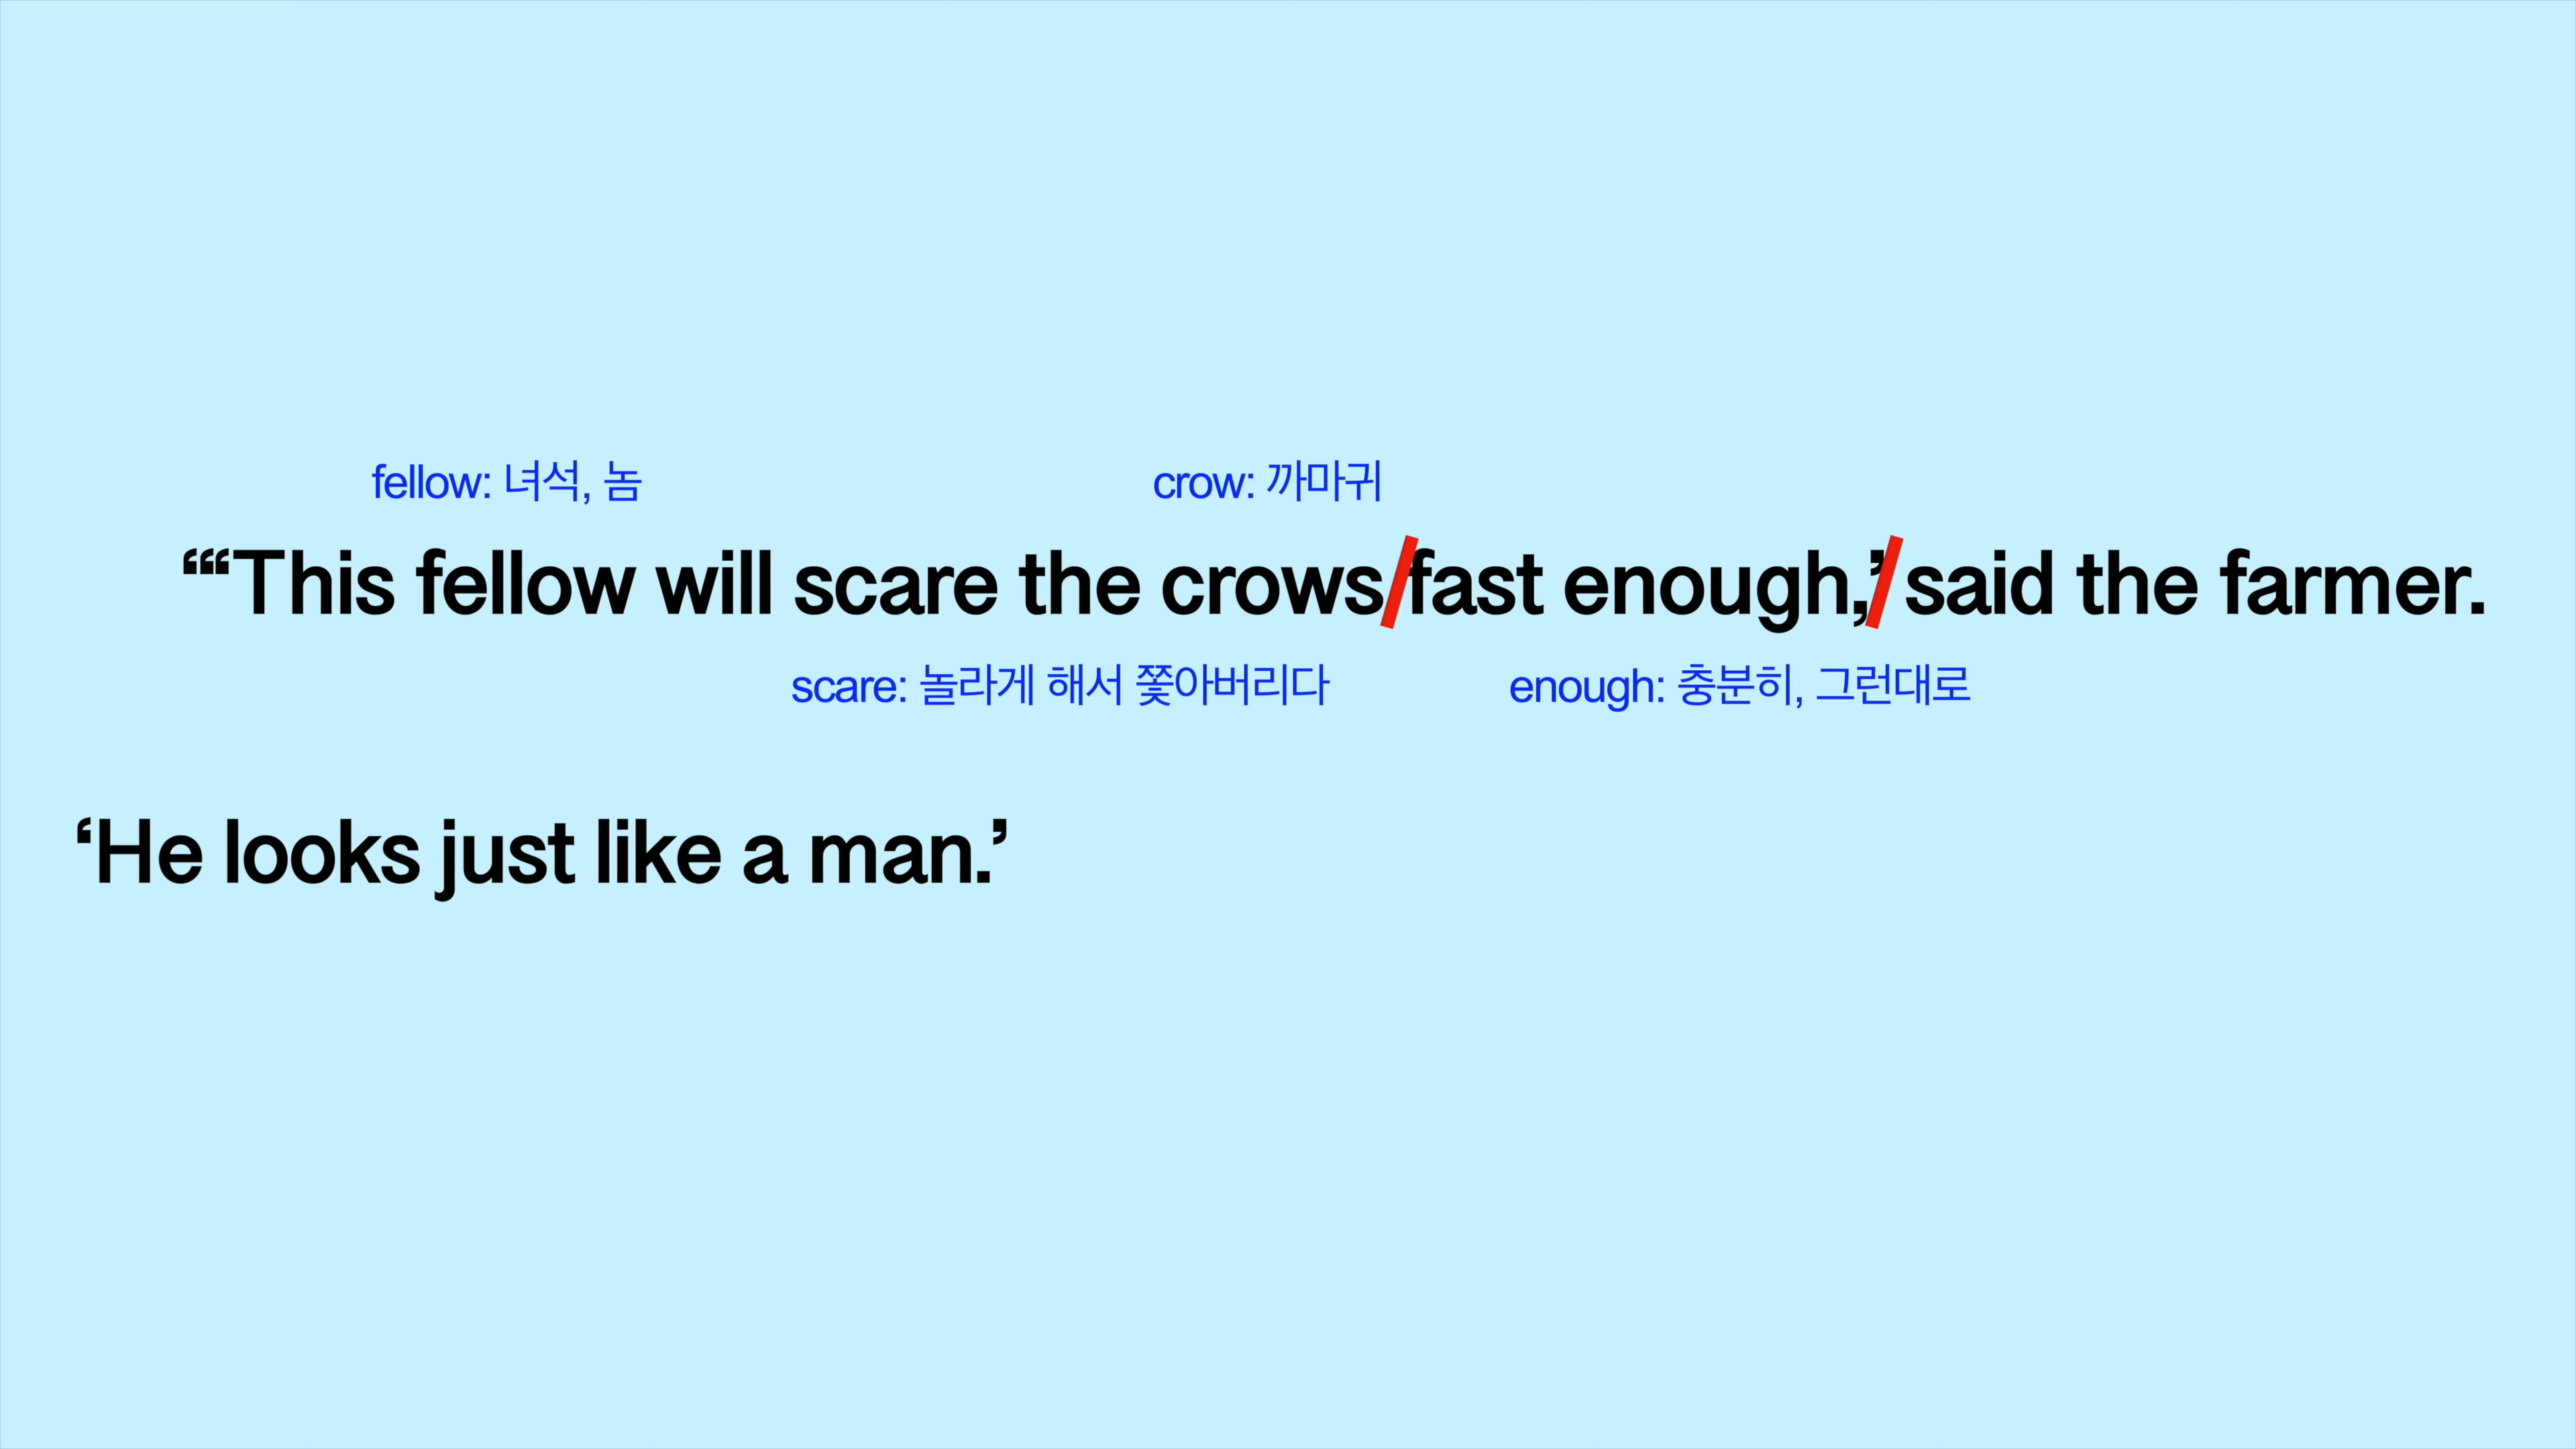 fellow: 녀석, 놈 crow: 까마귀
“‘This fellow will scare the crows/fast enough,’/said the farmer.
scare: 놀라게 해서 쫓아버리다 enough: 충분히, 그런대로
‘He looks just like a man.’